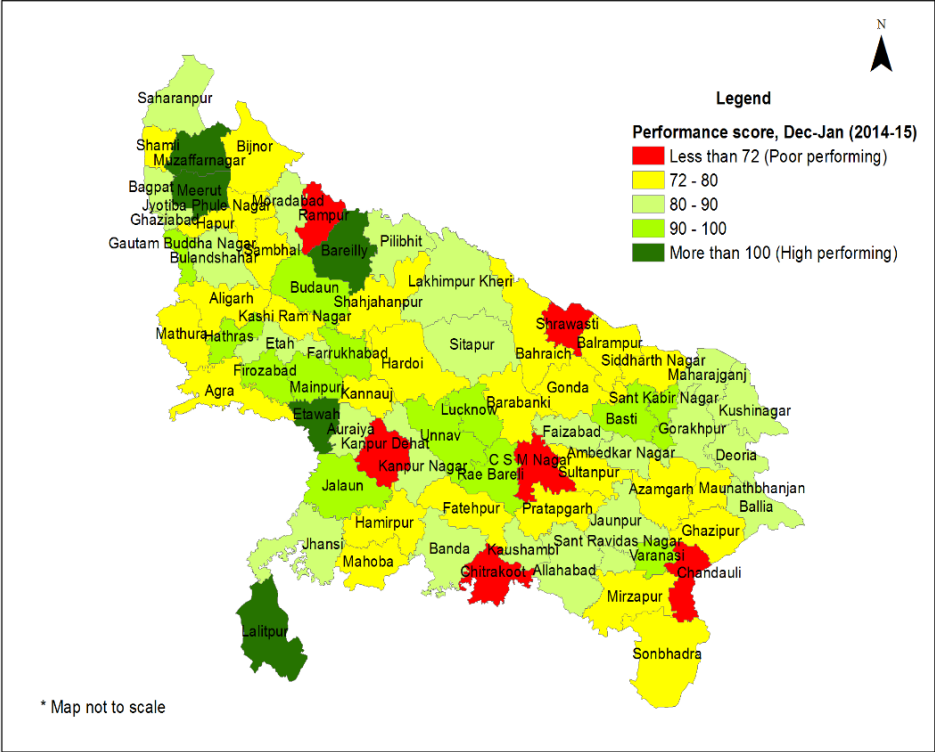 N
Legend
Performance score, Dec-Jan (2014-15)
Less than 72 (Poor performing)
72 - 80
80 - 90
90 - 100
More than 100 (High performing)
Saharanpur
Shamli
Muzaffarnagar
Bijnor
Bagpat
Meerut
Jyotiba Phule Nagar
Moradabad
Rampur
Ghaziabad
Hapur
Gautam Buddha Nagar
Sambhal
Bareilly
Pilibhit
Bulandshahar
Budaun
Lakhimpur Kheri
Aligarh
Shahjahanpur
Kashi Ram Nagar
Mathura
Hathras
Etah
Farrukhabad
Sitapur
Shrawasti
Bahraich
Balrampur
Hardoi
Siddharth Nagar
Maharajganj
Firozabad
Agra
Mainpuri
Kannauj
Gonda
Sant Kabir Nagar
Barabanki
Lucknow
Basti
Kushinagar
Etawah
Auraiya
Unnav
Faizabad
Gorakhpur
Kanpur Dehat
Ambedkar Nagar
Deoria
Kanpur Nagar
C S M Nagar
Rae Bareli
Sultanpur
Jalaun
Azamgarh
Maunathbhanjan
Ballia
Fatehpur
Pratapgarh
Hamirpur
Jaunpur
Ghazipur
Jhansi
Banda
Kaushambi
Sant Ravidas Nagar
Varanasi
Mahoba
Chitrakoot
Allahabad
Chandauli
Mirzapur
Lalitpur
Sonbhadra
* Map not to scale